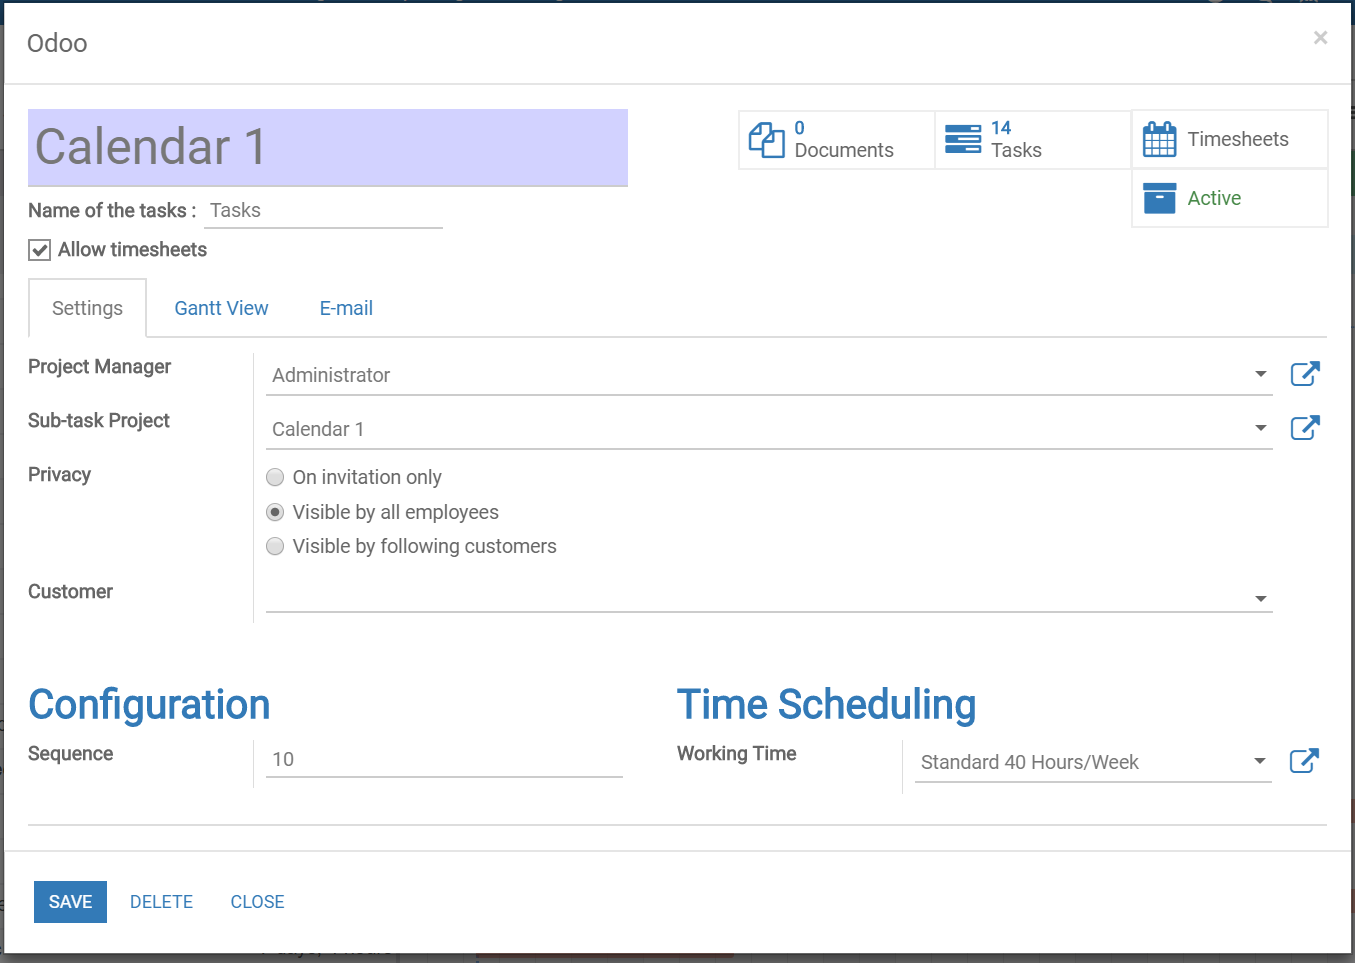 Odoo
×
Calendar 1
0
Documents
14
Tasks
Timesheets
Active
Name of the tasks : Tasks
Allow timesheets
Settings Gantt View E-mail
Project Manager Administrator
Sub-task Project Calendar 1
Privacy On invitation only
Visible by all employees
Visible by following customers
Customer
Configuration Time Scheduling
Sequence 10 Working Time Standard 40 Hours/Week
SAVE DELETE CLOSE